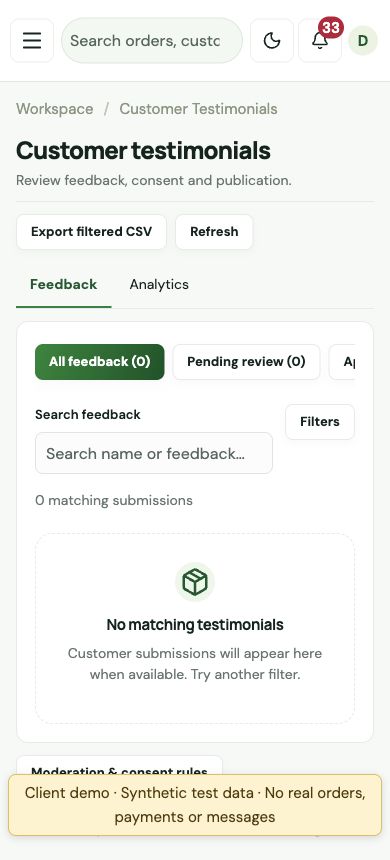 Search orders, custo
33
D
Workspace / Customer Testimonials
Customer testimonials
Review feedback, consent and publication.
Export filtered CSV
Refresh
Feedback
Analytics
All feedback (0)
Pending review (0)
Search feedback
Filters
Search name or feedback...
0 matching submissions
No matching testimonials
Customer submissions will appear here
when available. Try another filter.
Moderation & consent rules
Client demo · Synthetic test data · No real orders,
payments or messages